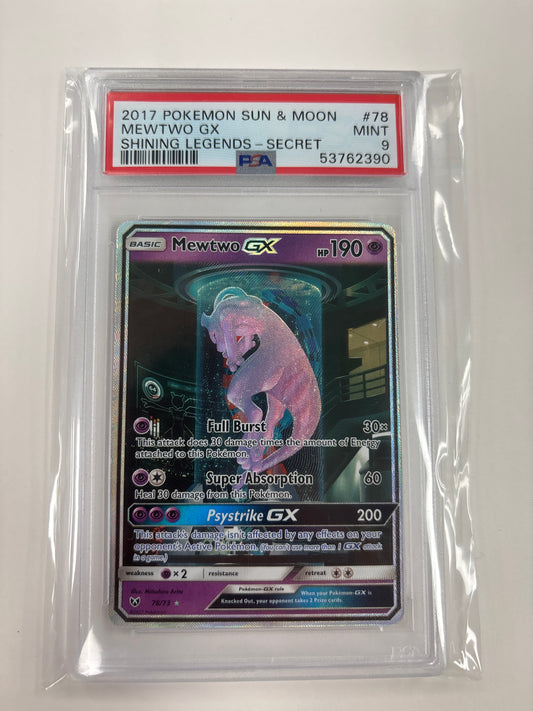 2017 POKEMON SUN & MOON #78
MEWTWO GX MINT
SHINING LEGENDS – SECRET 9
PSA 53762390
BASIC Mewtwo GX HP190
Full Burst 30×
This attack does 30 damage times the amount of Energy
attached to this Pokémon.
Super Absorption 60
Heal 30 damage from this Pokémon.
Psystrike GX 200
This attack's damage isn't affected by any effects on your
opponent's Active Pokémon. (You can't use more than 1 GX attack
in a game.)
weakness ×2 resistance retreat
Illus. Mitsuhiro Arita
78/73
Pokémon-GX rule
When your Pokémon-GX is
Knocked Out, your opponent takes 2 Prize cards.